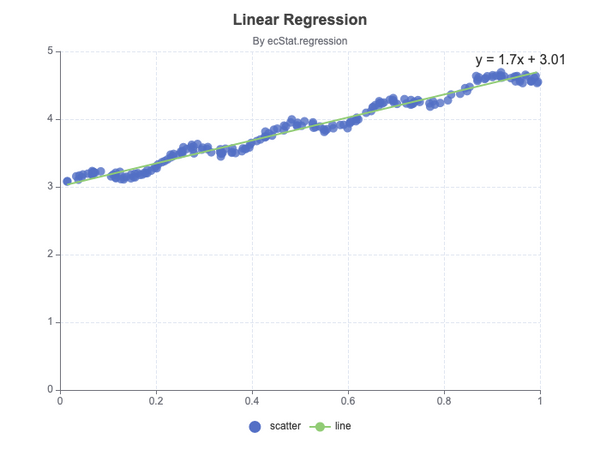 Linear Regression
By ecStat.regression
y = 1.7x + 3.01
5
4
3
2
1
0
0 0.2 0.4 0.6 0.8 1
scatter line